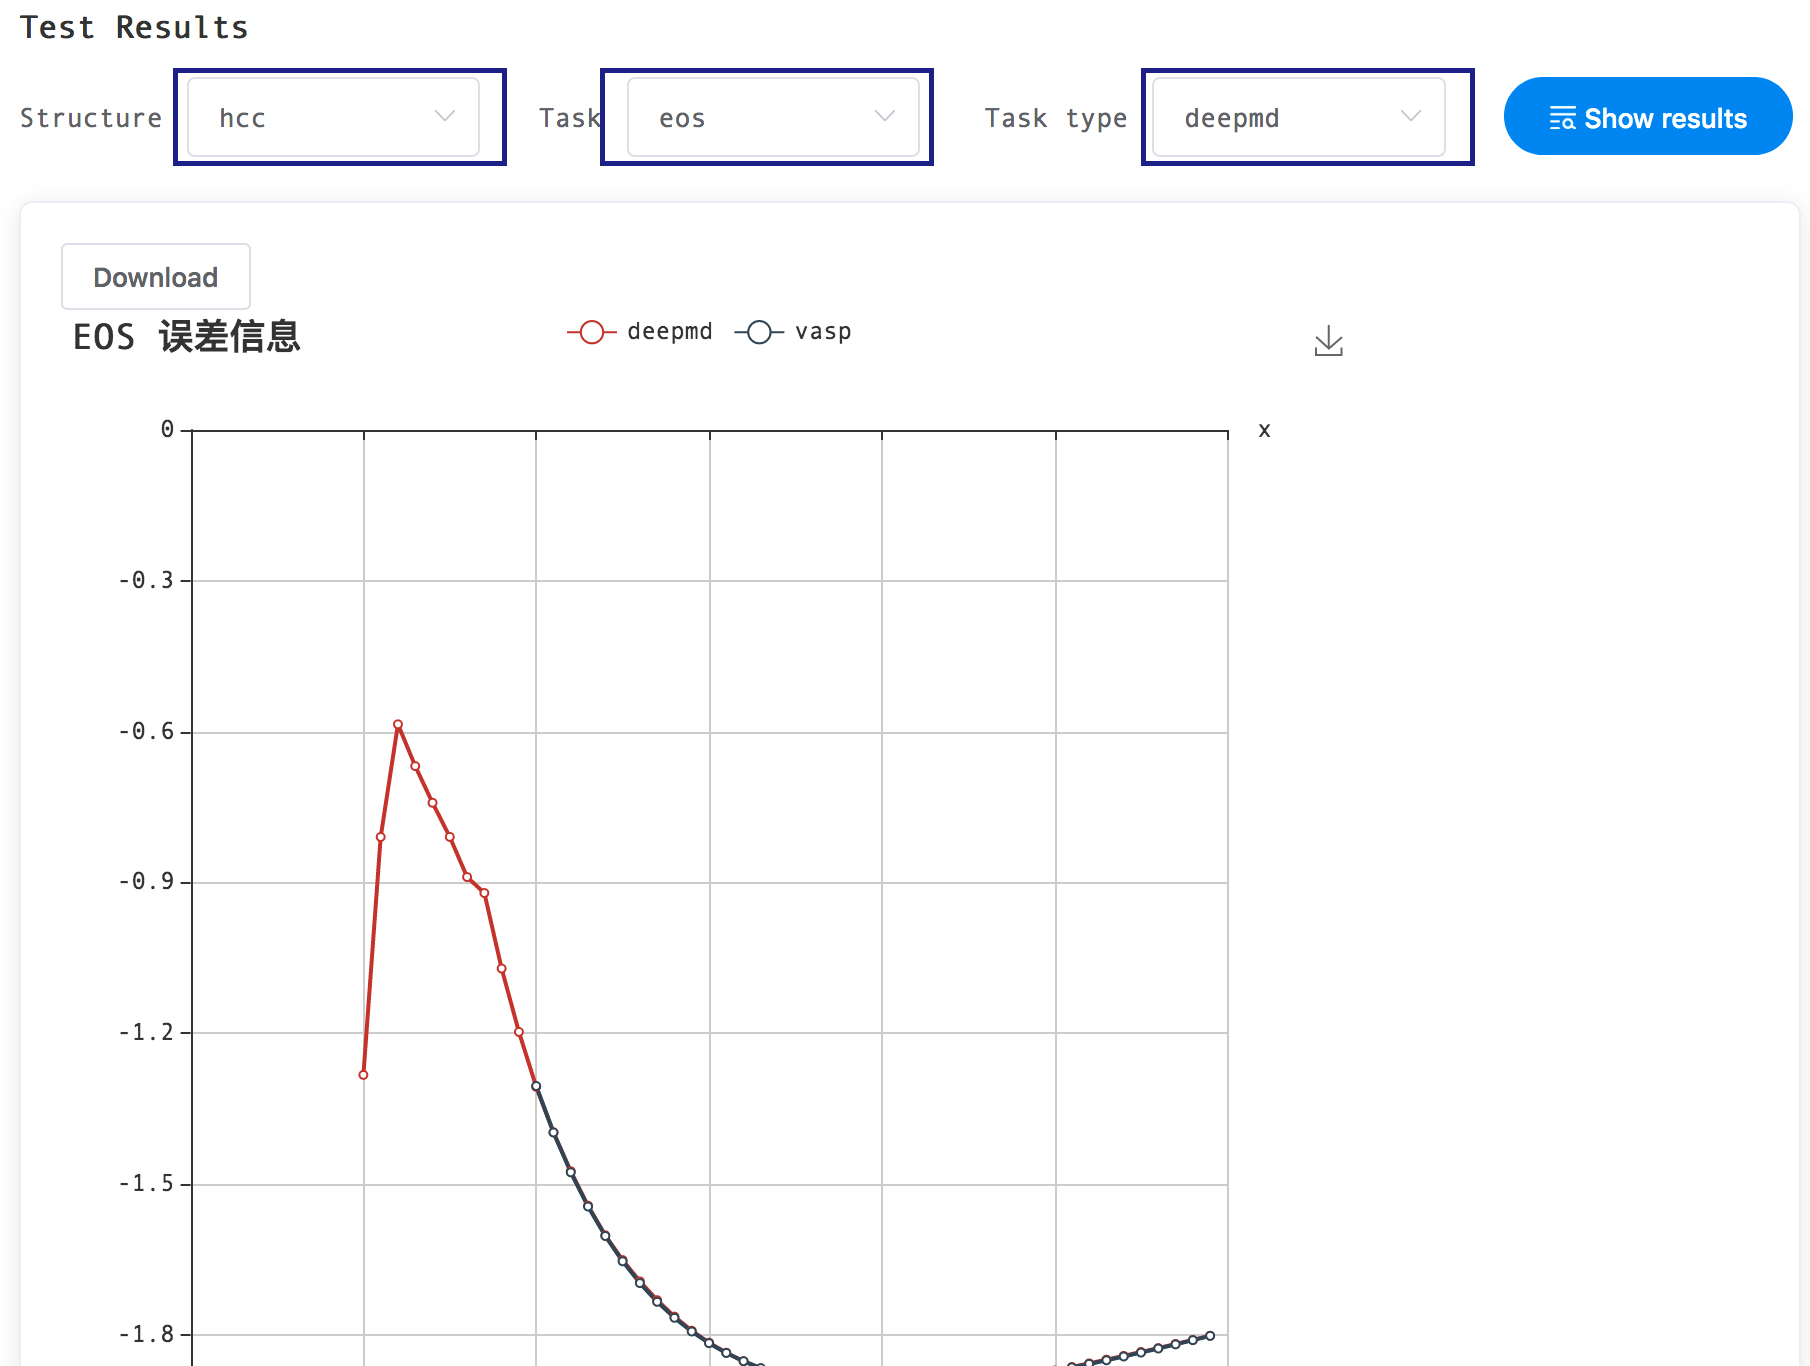 Test Results
Structure hcc Task eos Task type deepmd Show results
Download
EOS 误差信息 deepmd vasp
0 x
-0.3
-0.6
-0.9
-1.2
-1.5
-1.8